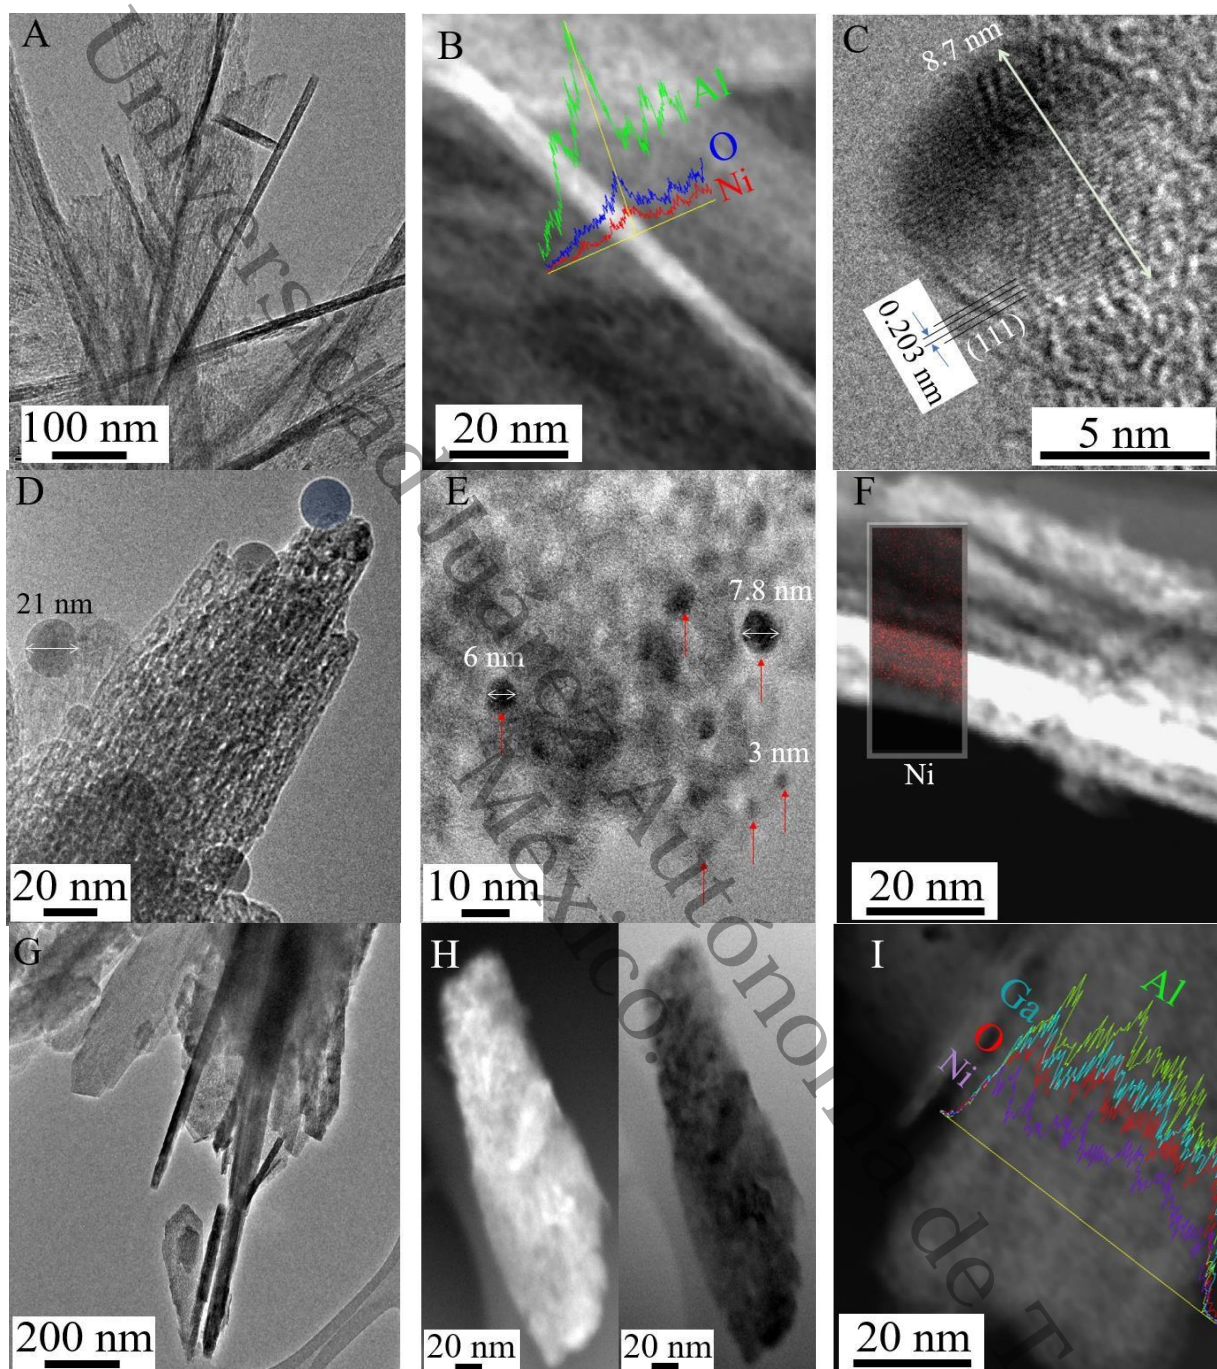 A
100 nm
B
Al
O
Ni
20 nm
C
8.7 nm
0.203 nm
(111)
5 nm
D
21 nm
20 nm
E
7.8 nm
6 nm
3 nm
10 nm
F
Ni
20 nm
G
200 nm
H
20 nm
20 nm
I
Al
Ga
O
Ni
20 nm
Universidad Juárez Autónoma de T
México.